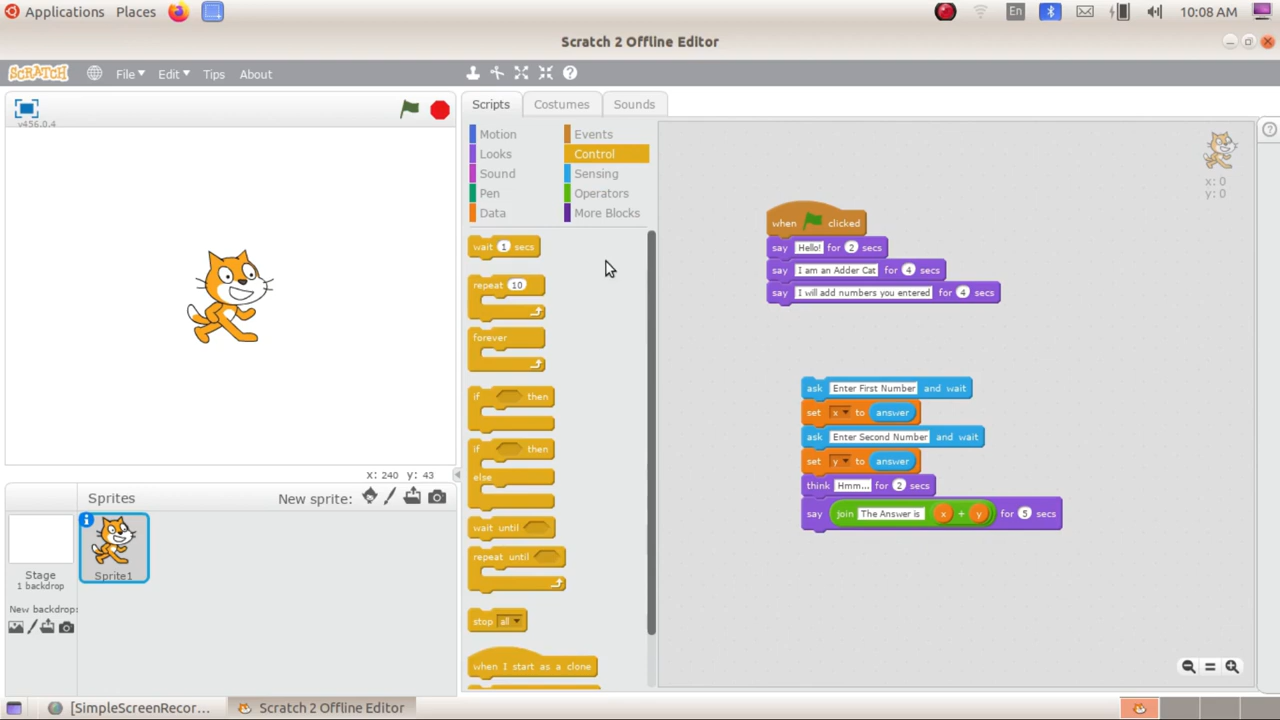 Applications Places En 10:08 AM
Scratch 2 Offline Editor
SCRATCH File Edit Tips About
v456.0.4
x: 240 y: 43
Sprites New sprite:
Stage
1 backdrop
New backdrop:
Sprite1
Scripts Costumes Sounds
Motion Events
Looks Control
Sound Sensing
Pen Operators
Data More Blocks
wait 1 secs
repeat 10
forever
if then
if then
else
wait until
repeat until
stop all
when I start as a clone
when clicked
say Hello! for 2 secs
say I am an Adder Cat for 4 secs
say I will add numbers you entered for 4 secs
ask Enter First Number and wait
set x to answer
ask Enter Second Number and wait
set y to answer
think Hmm... for 2 secs
say join The Answer is x + y for 5 secs
x: 0
y: 0
[SimpleScreenRecor... Scratch 2 Offline Editor